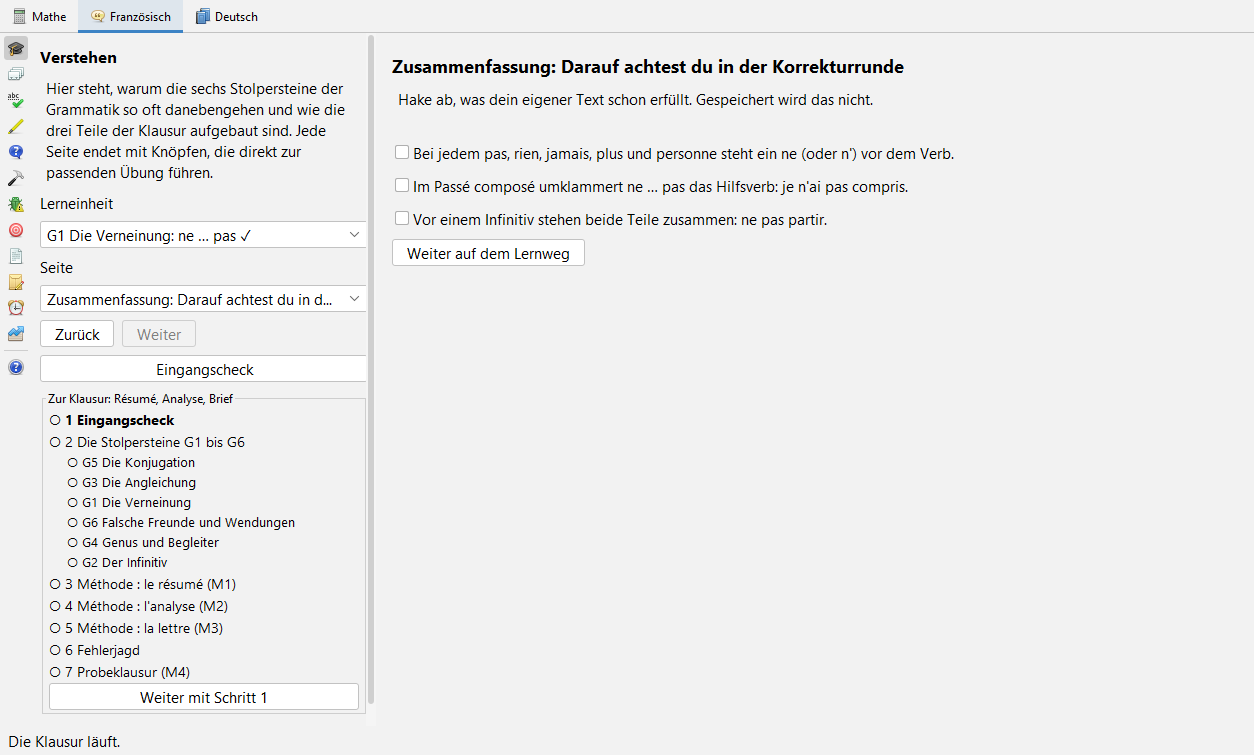 Mathe
Französisch
Deutsch
Verstehen
Hier steht, warum die sechs Stolpersteine der
Grammatik so oft danebengehen und wie die
drei Teile der Klausur aufgebaut sind. Jede
Seite endet mit Knöpfen, die direkt zur
passenden Übung führen.
Lerneinheit
G1 Die Verneinung: ne ... pas ✓
Seite
Zusammenfassung: Darauf achtest du in d...
Zurück
Weiter
Eingangscheck
Zur Klausur: Résumé, Analyse, Brief
1 Eingangscheck
2 Die Stolpersteine G1 bis G6
G5 Die Konjugation
G3 Die Angleichung
G1 Die Verneinung
G6 Falsche Freunde und Wendungen
G4 Genus und Begleiter
G2 Der Infinitiv
3 Méthode : le résumé (M1)
4 Méthode : l'analyse (M2)
5 Méthode : la lettre (M3)
6 Fehlerjagd
7 Probeklausur (M4)
Weiter mit Schritt 1
Zusammenfassung: Darauf achtest du in der Korrekturrunde
Hake ab, was dein eigener Text schon erfüllt. Gespeichert wird das nicht.
Bei jedem pas, rien, jamais, plus und personne steht ein ne (oder n') vor dem Verb.
Im Passé composé umklammert ne ... pas das Hilfsverb: je n'ai pas compris.
Vor einem Infinitiv stehen beide Teile zusammen: ne pas partir.
Weiter auf dem Lernweg
Die Klausur läuft.